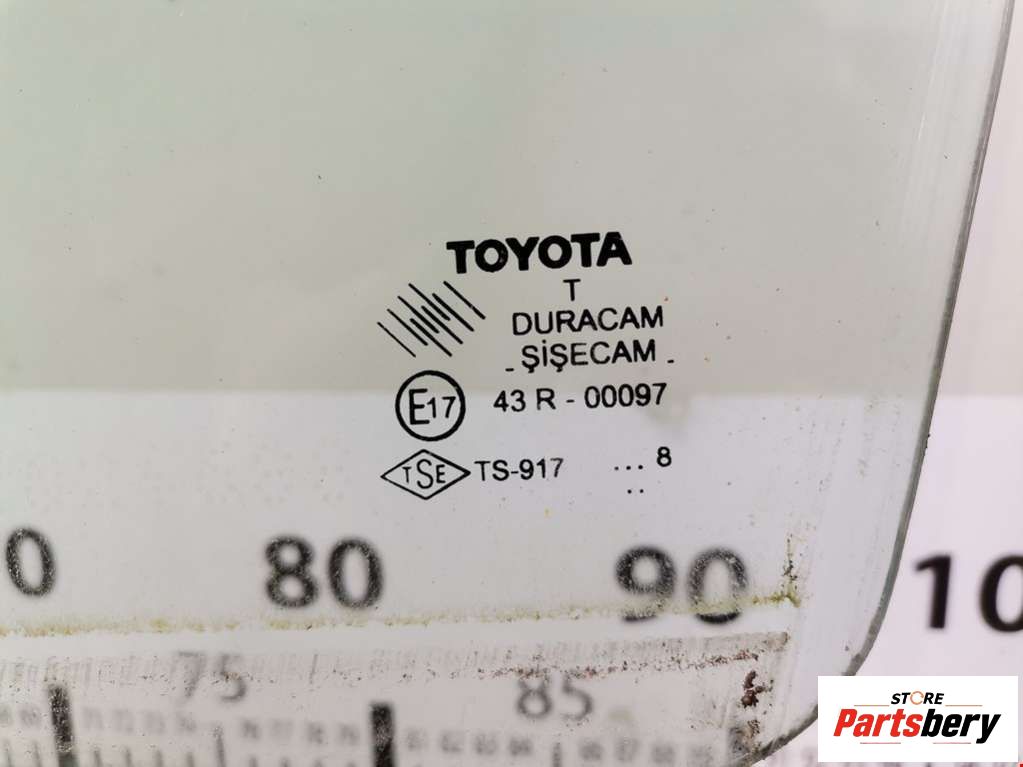 TOYOTA
T
DURACAM
- ŞİŞECAM -
E17 43 R - 00097
TSE TS-917 ... 8
..
0 80 90 10
75 85
STORE
Partsbery